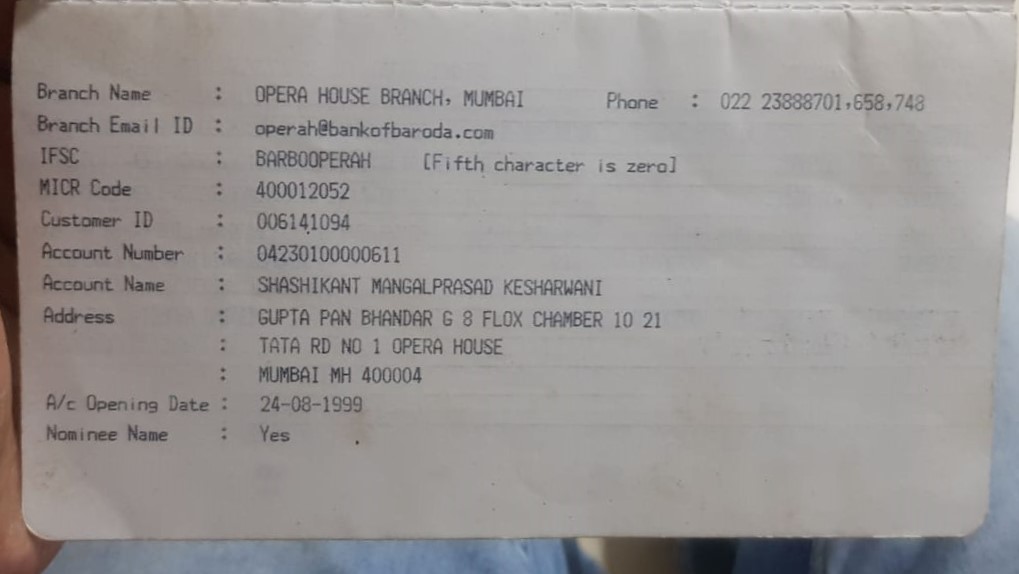 Branch Name : OPERA HOUSE BRANCH, MUMBAI Phone : 022 23888701,658,748
Branch Email ID : operah@bankofbaroda.com
IFSC : BARB0OPERAH [Fifth character is zero]
MICR Code : 400012052
Customer ID : 006141094
Account Number : 04230100000611
Account Name : SHASHIKANT MANGALPRASAD KESHARWANI
Address : GUPTA PAN BHANDAR G 8 FLOX CHAMBER 10 21
: TATA RD NO 1 OPERA HOUSE
: MUMBAI MH 400004
A/c Opening Date : 24-08-1999
Nominee Name : Yes